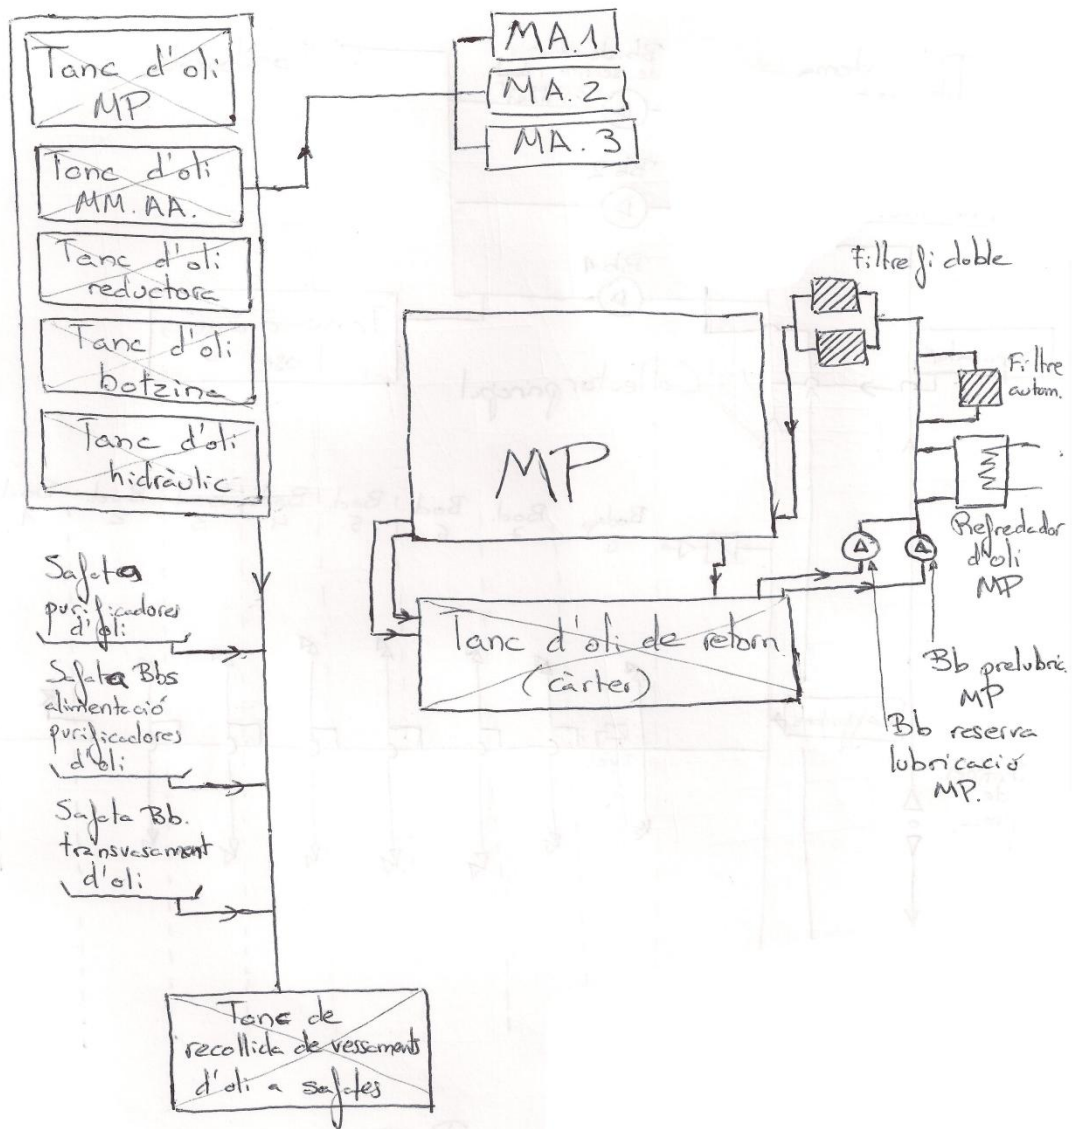 Tanc d'oli
MP
Tanc d'oli
MM. AA.
Tanc d'oli
reductora
Tanc d'oli
botzina
Tanc d'oli
hidràulic
MA.1
MA.2
MA.3
Filtre fi doble
Filtre
autom.
MP
Refredador
d'oli
MP
Tanc d'oli de retorn
(càrter)
Bb prelubric.
MP
Bb reserva
lubricació
MP.
Safata
purificadores
d'oli
Safata Bbs
alimentació
purificadores
d'oli
Safata Bb.
transvasament
d'oli
Tanc de
recollida de vessaments
d'oli a safates